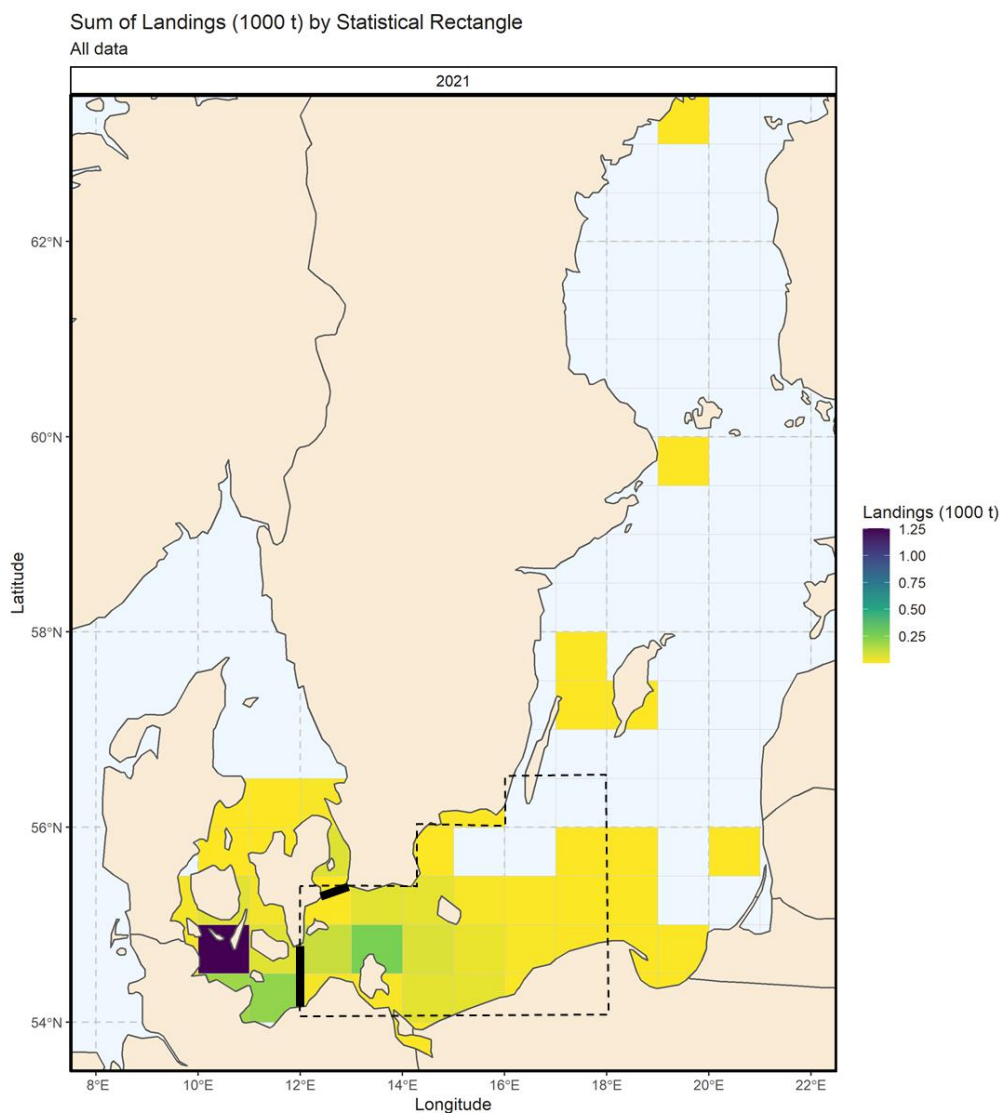 Sum of Landings (1000 t) by Statistical Rectangle
All data
2021
62°N
60°N
58°N
56°N
54°N
Latitude
8°E 10°E 12°E 14°E 16°E 18°E 20°E 22°E
Longitude
Landings (1000 t)
1.25
1.00
0.75
0.50
0.25